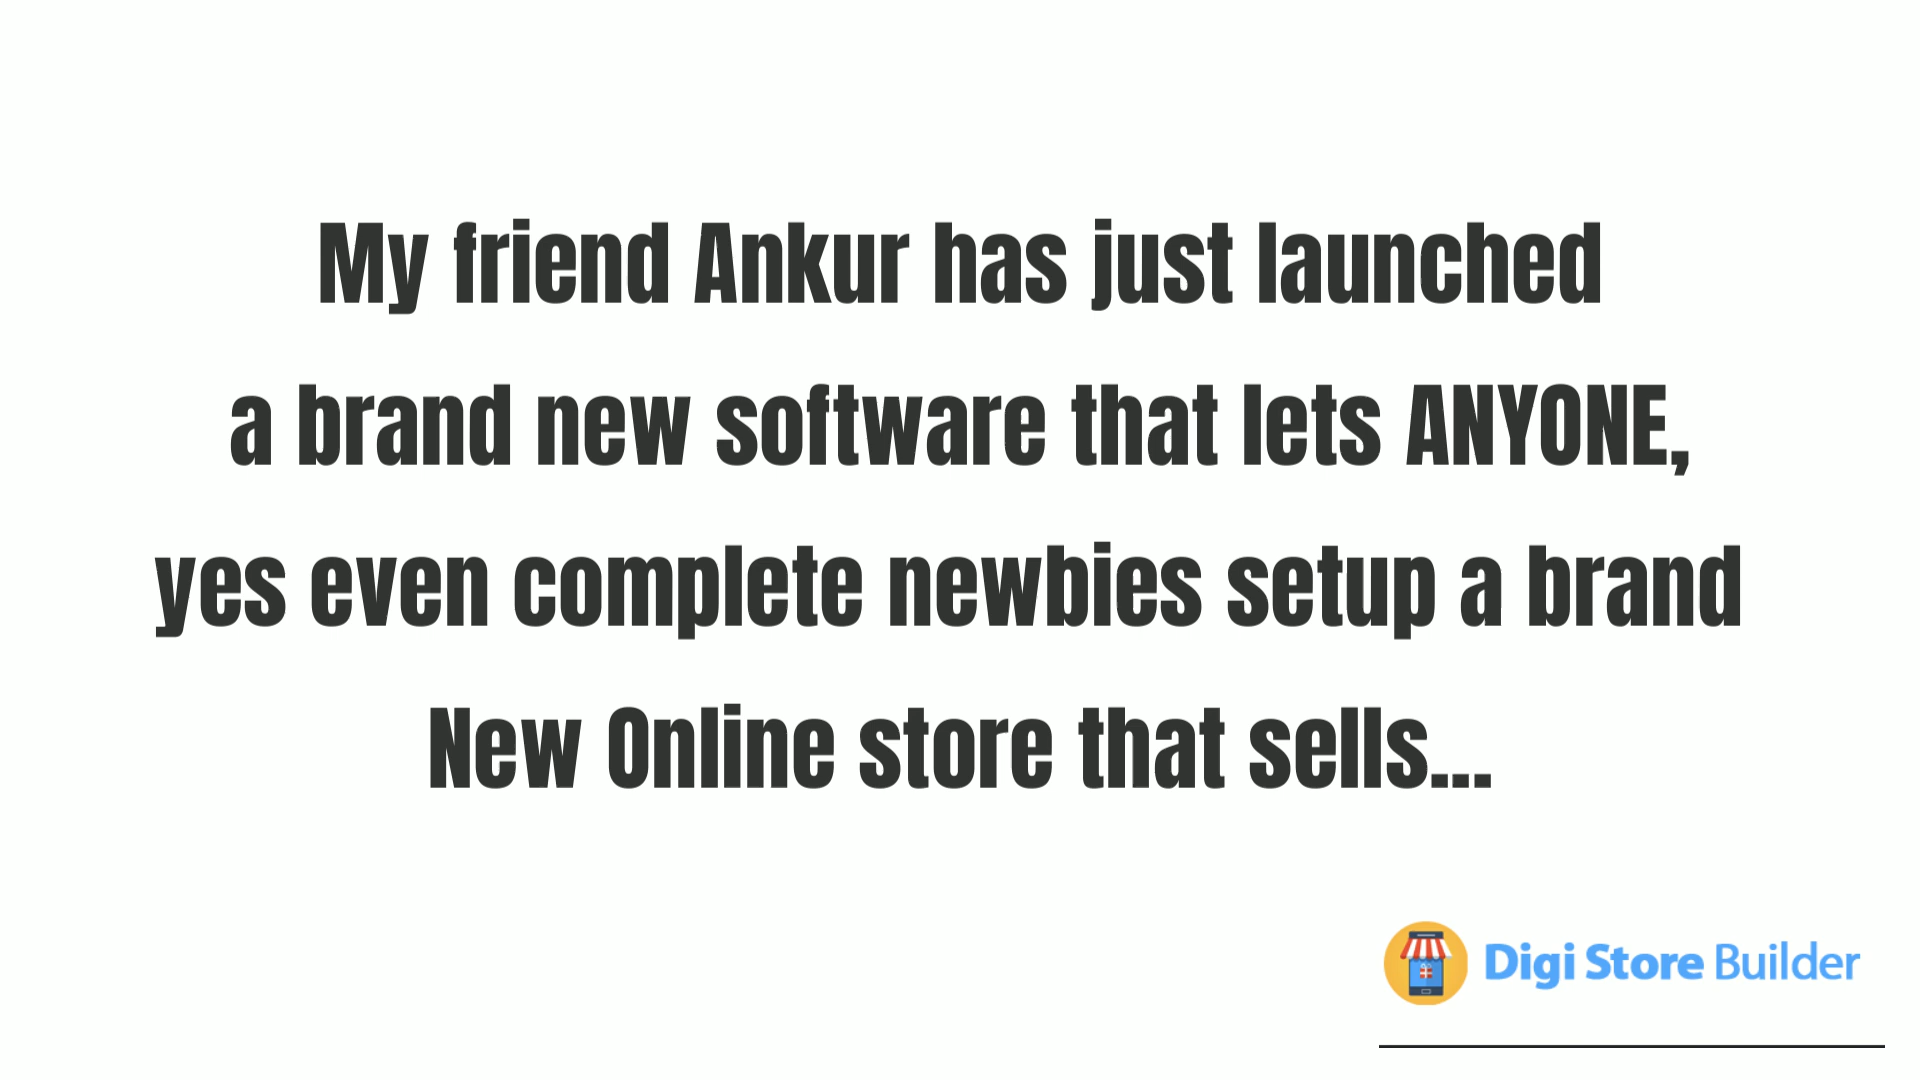 My friend Ankur has just launched
a brand new software that lets ANYONE,
yes even complete newbies setup a brand
New Online store that sells...
Digi Store Builder